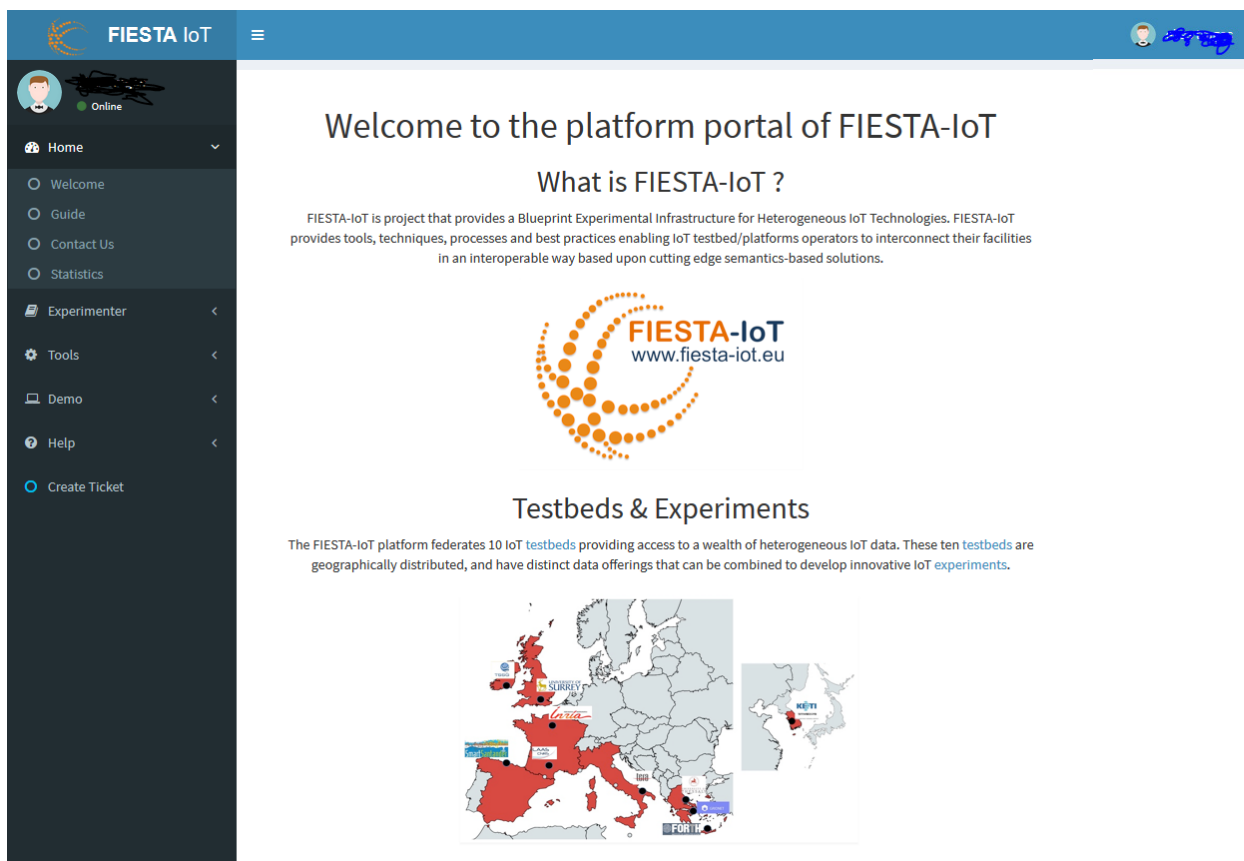 FIESTA IoT
Online
Home
Welcome
Guide
Contact Us
Statistics
Experimenter
Tools
Demo
Help
Create Ticket
Welcome to the platform portal of FIESTA-IoT
What is FIESTA-IoT ?
FIESTA-IoT is project that provides a Blueprint Experimental Infrastructure for Heterogeneous IoT Technologies. FIESTA-IoT
provides tools, techniques, processes and best practices enabling IoT testbed/platforms operators to interconnect their facilities
in an interoperable way based upon cutting edge semantics-based solutions.
FIESTA-IoT
www.fiesta-iot.eu
Testbeds & Experiments
The FIESTA-IoT platform federates 10 IoT testbeds providing access to a wealth of heterogeneous IoT data. These ten testbeds are
geographically distributed, and have distinct data offerings that can be combined to develop innovative IoT experiments.
UNIVERSITY OF
SURREY
Inria
KETI
SmartSantander
LAAS
CNRS
FORTH